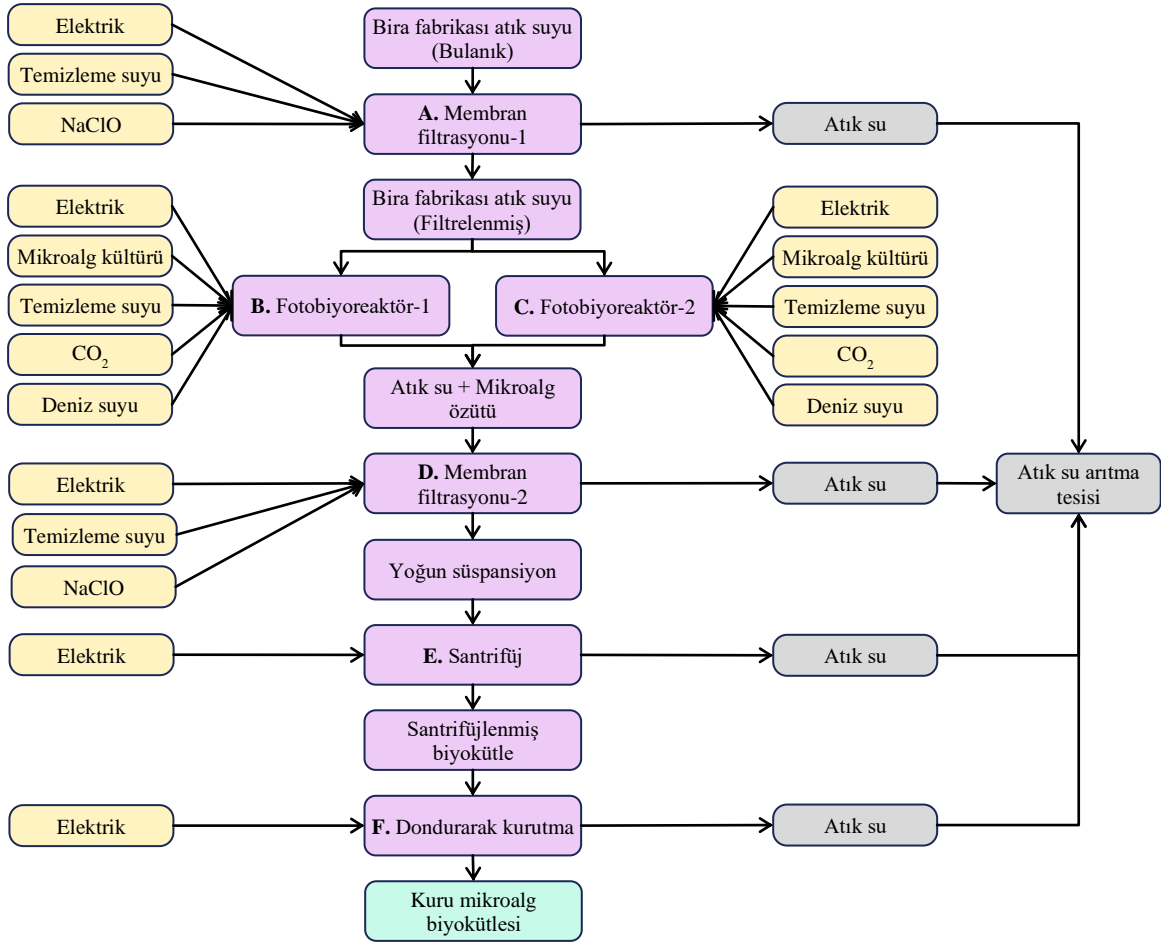 Elektrik
Temizleme suyu
NaClO
Bira fabrikası atık suyu
(Bulanık)
A. Membran
filtrasyonu-1
Atık su
Bira fabrikası atık suyu
(Filtrelenmiş)
Elektrik
Mikroalg kültürü
Temizleme suyu
CO₂
Deniz suyu
B. Fotobiyoreaktör-1
C. Fotobiyoreaktör-2
Elektrik
Mikroalg kültürü
Temizleme suyu
CO₂
Deniz suyu
Atık su + Mikroalg
özütü
Elektrik
Temizleme suyu
NaClO
D. Membran
filtrasyonu-2
Atık su
Atık su arıtma
tesisi
Yoğun süspansiyon
Elektrik
E. Santrifüj
Atık su
Santrifüjlenmiş
biyokütle
Elektrik
F. Dondurarak kurutma
Atık su
Kuru mikroalg
biyokütlesi